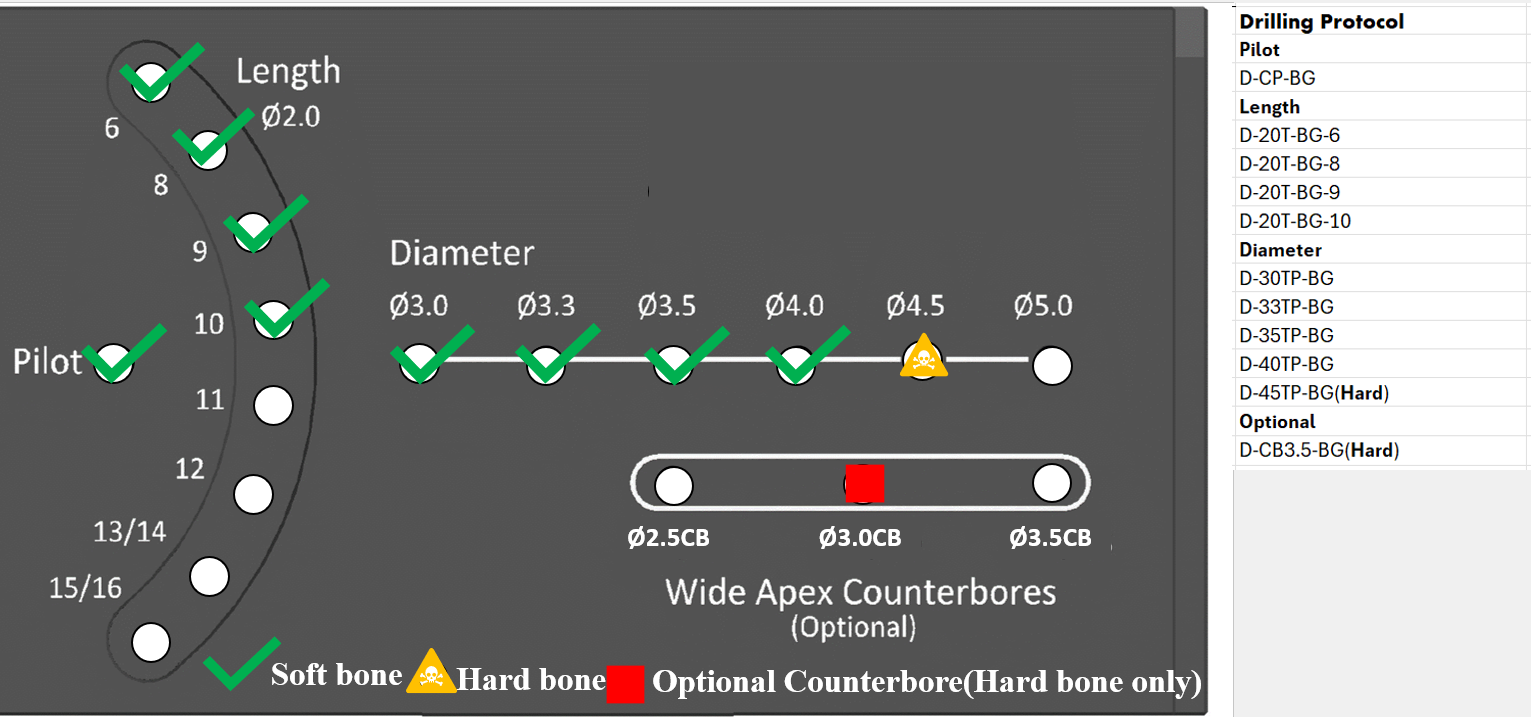 Length
Ø2.0
6
8
9
10
Pilot
11
12
13/14
15/16
Diameter
Ø3.0 Ø3.3 Ø3.5 Ø4.0 Ø4.5 Ø5.0
Ø2.5CB Ø3.0CB Ø3.5CB
Wide Apex Counterbores
(Optional)
Soft bone Hard bone Optional Counterbore(Hard bone only)
Drilling Protocol
Pilot
D-CP-BG
Length
D-20T-BG-6
D-20T-BG-8
D-20T-BG-9
D-20T-BG-10
Diameter
D-30TP-BG
D-33TP-BG
D-35TP-BG
D-40TP-BG
D-45TP-BG(Hard)
Optional
D-CB3.5-BG(Hard)